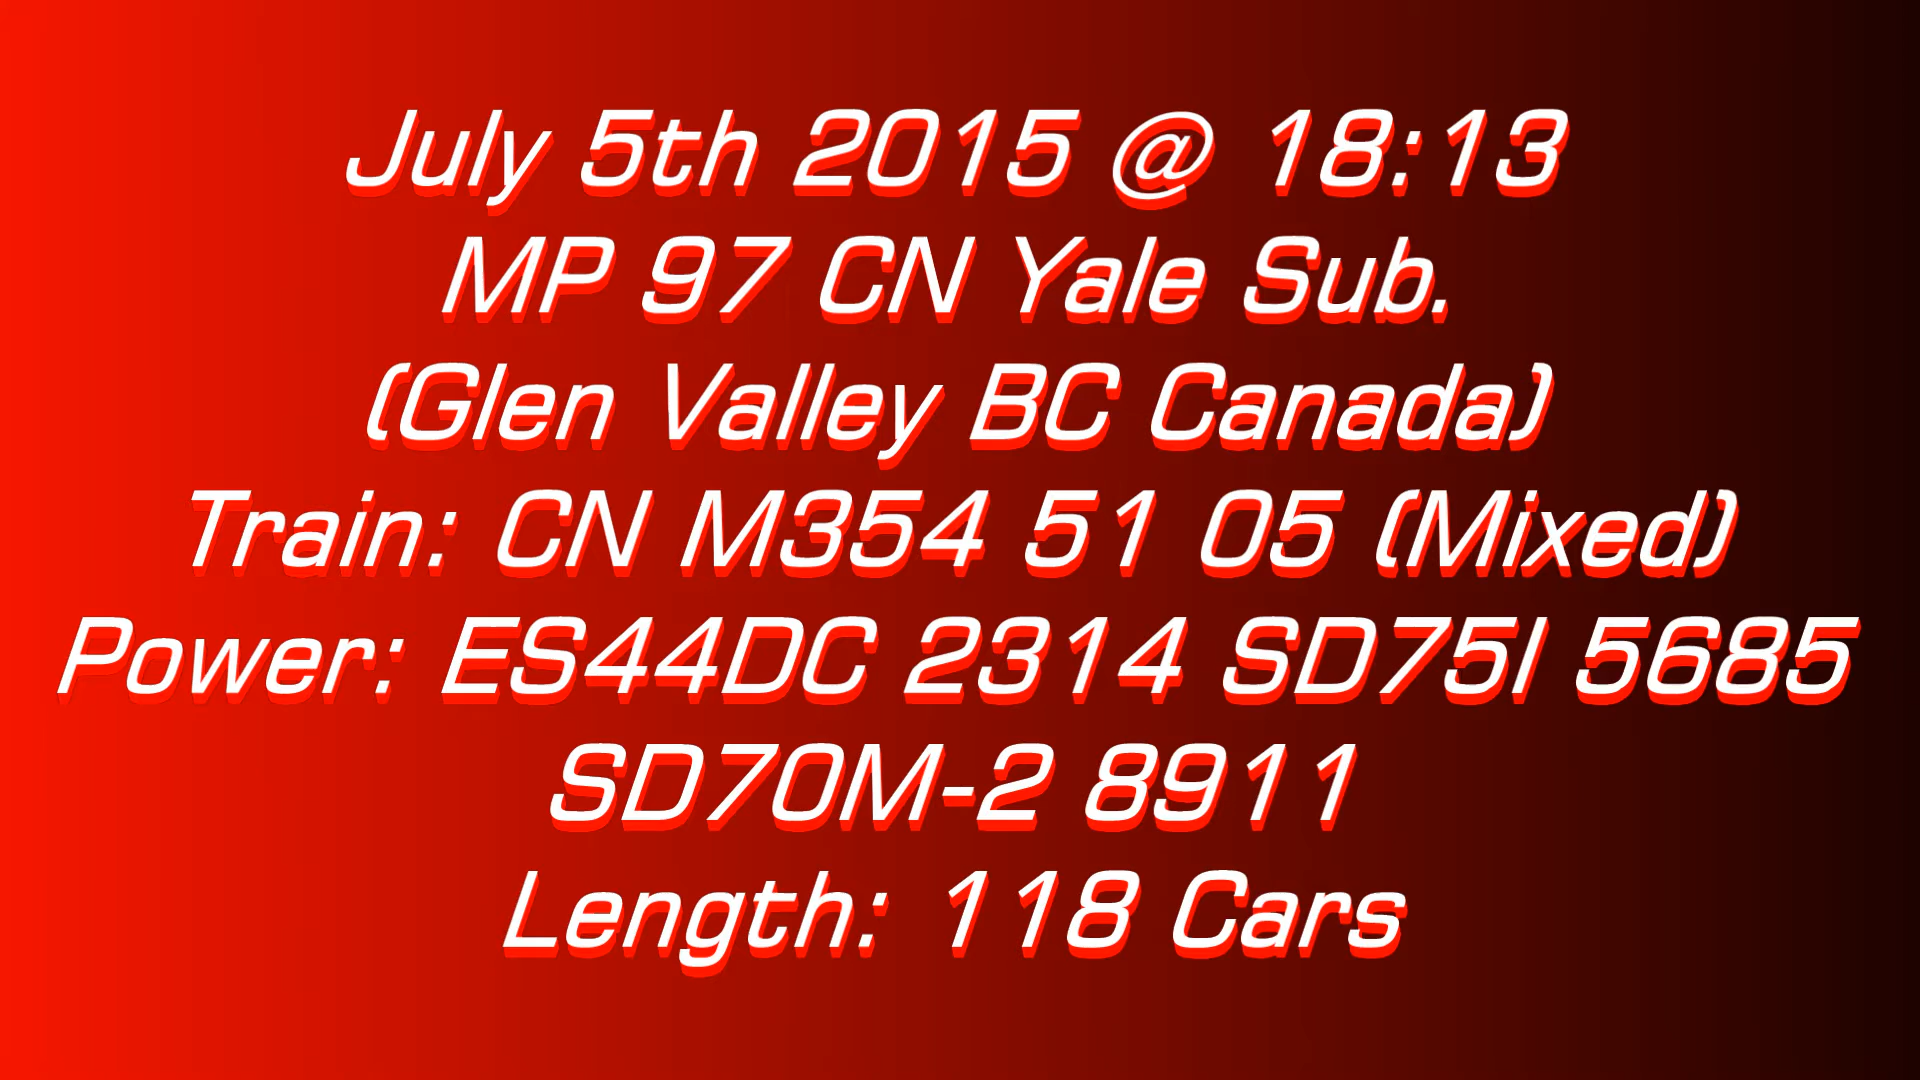 July 5th 2015 @ 18:13
MP 97 CN Yale Sub.
(Glen Valley BC Canada)
Train: CN M354 51 05 (Mixed)
Power: ES44DC 2314 SD75I 5685
SD70M-2 8911
Length: 118 Cars